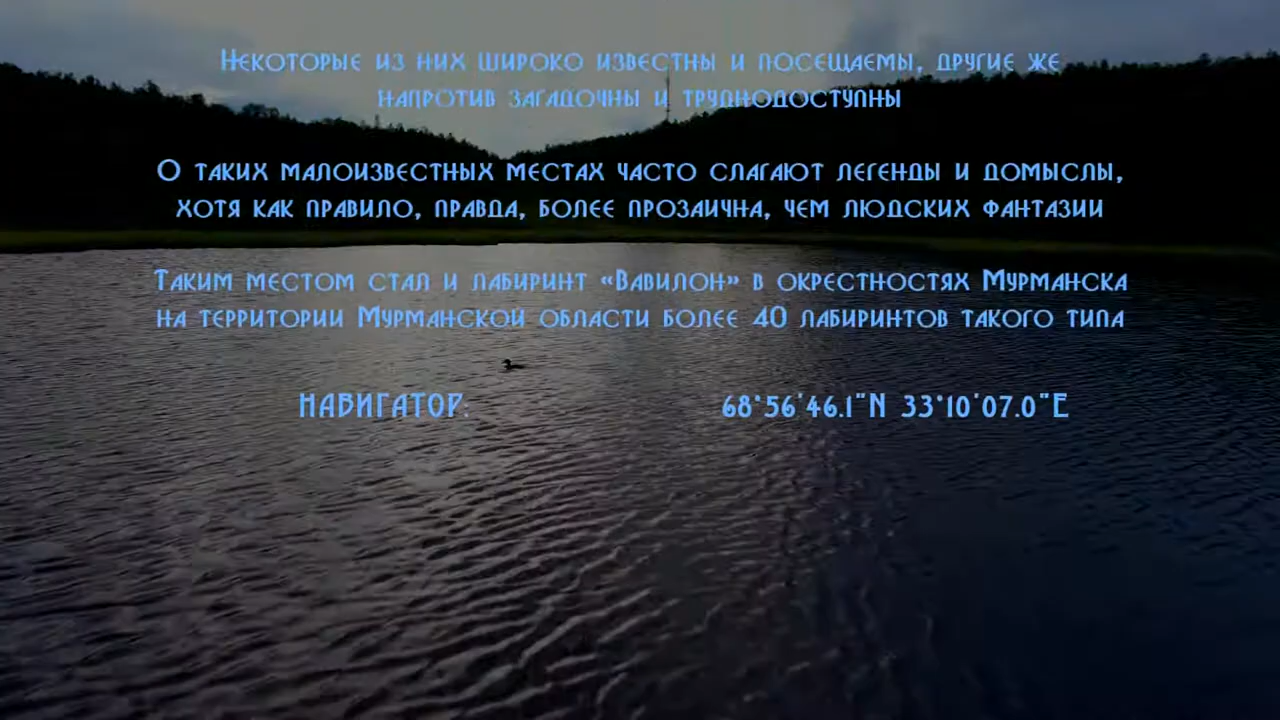 Некоторые из них широко известны и посещаемы, другие же
напротив загадочны и труднодоступны
О таких малоизвестных местах часто слагают легенды и домыслы,
хотя как правило, правда, более прозаична, чем людских фантазии
Таким местом стал и лабиринт «Вавилон» в окрестностях Мурманска
на территории Мурманской области более 40 лабиринтов такого типа
НАВИГАТОР: 68°56'46.1"N 33°10'07.0"E